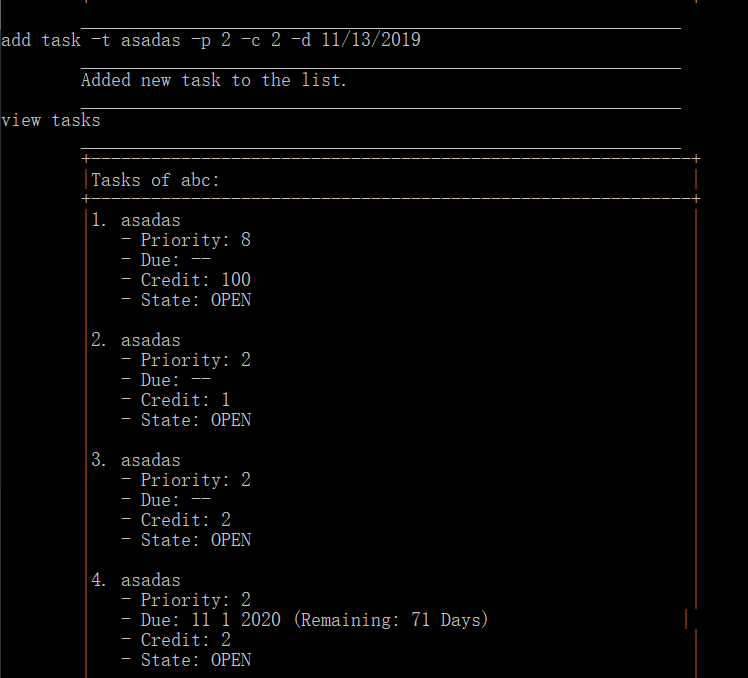 add task -t asadas -p 2 -c 2 -d 11/13/2019
Added new task to the list.
view tasks
Tasks of abc:
1. asadas
- Priority: 8
- Due: --
- Credit: 100
- State: OPEN
2. asadas
- Priority: 2
- Due: --
- Credit: 1
- State: OPEN
3. asadas
- Priority: 2
- Due: --
- Credit: 2
- State: OPEN
4. asadas
- Priority: 2
- Due: 11 1 2020 (Remaining: 71 Days)
- Credit: 2
- State: OPEN